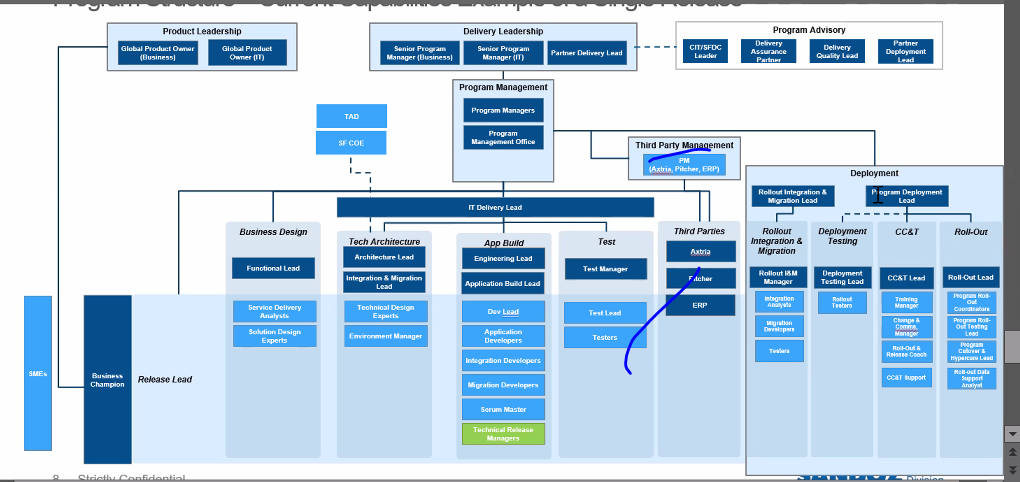 Program Structure – Current Capabilities Example of a Single Release
Product Leadership
Global Product
Owner
(Business)
Global Product
Owner (IT)
Delivery Leadership
Senior Program
Manager (Business)
Senior Program
Manager (IT)
Partner Delivery Lead
Program Advisory
CIT/SFDC
Leader
Delivery
Assurance
Partner
Delivery
Quality Lead
Partner
Deployment
Lead
Program Management
Program Managers
Program
Management Office
TAD
SF COE
Third Party Management
PM
(Axtria, Pitcher, ERP)
Deployment
Rollout Integration &
Migration Lead
Program Deployment
Lead
IT Delivery Lead
Business Design
Functional Lead
Service Delivery
Analysts
Solution Design
Experts
Tech Architecture
Architecture Lead
Integration & Migration
Lead
Technical Design
Experts
Environment Manager
App Build
Engineering Lead
Application Build Lead
Dev Lead
Application
Developers
Integration Developers
Migration Developers
Scrum Master
Technical Release
Managers
Test
Test Manager
Test Lead
Testers
Third Parties
Axtria
Pitcher
ERP
Rollout
Integration &
Migration
Rollout I&M
Manager
Integration
Analysts
Migration
Developers
Testers
Deployment
Testing
Deployment
Testing Lead
Rollout
Testers
CC&T
CC&T Lead
Training
Manager
Change &
Comms.
Manager
Roll-Out &
Release Coach
CC&T Support
Roll-Out
Roll-Out Lead
Program Roll-
Out
Coordinators
Program Roll-
Out Testing
Lead
Program
Cutover &
Hypercare Lead
Roll-out Data
Support
Analyst
SMEs
Business
Champion
Release Lead
8 Strictly Confidential
SANDOZ Division